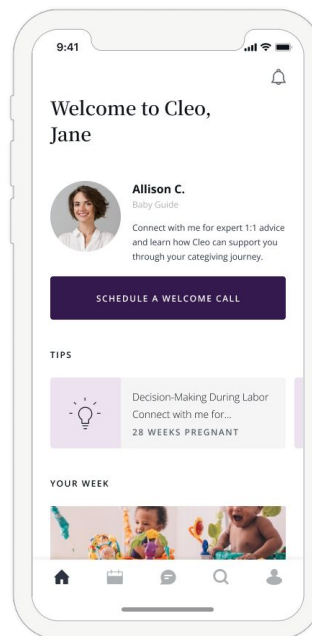 9:41
Welcome to Cleo,
Jane
Allison C.
Baby Guide
Connect with me for expert 1:1 advice
and learn how Cleo can support you
through your categiving journey.
SCHEDULE A WELCOME CALL
TIPS
Decision-Making During Labor
Connect with me for...
28 WEEKS PREGNANT
YOUR WEEK